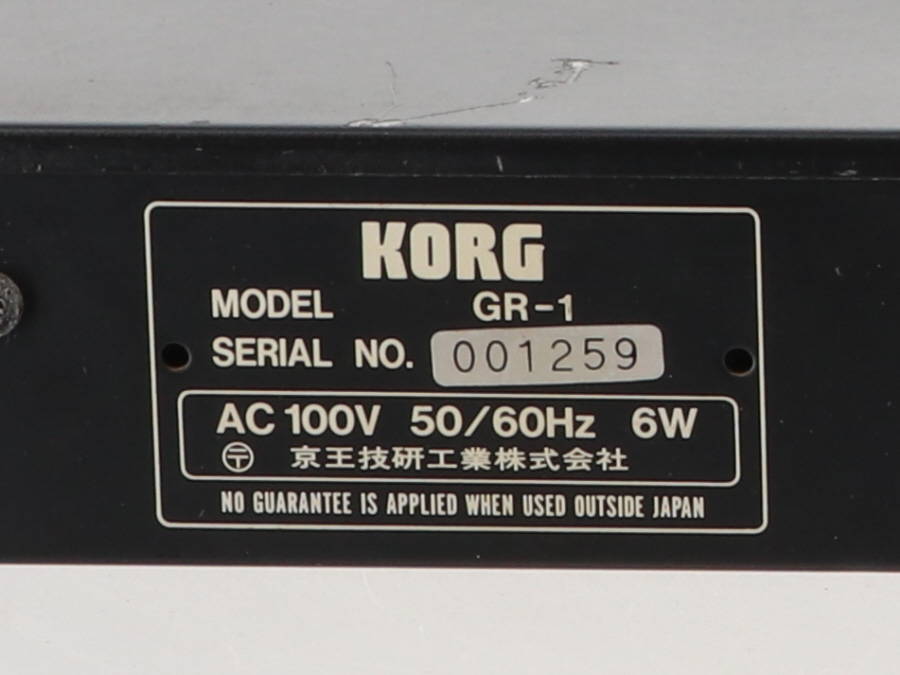 KORG
MODEL GR-1
SERIAL NO. 001259
AC 100V 50/60Hz 6W
〒 京王技研工業株式会社
NO GUARANTEE IS APPLIED WHEN USED OUTSIDE JAPAN